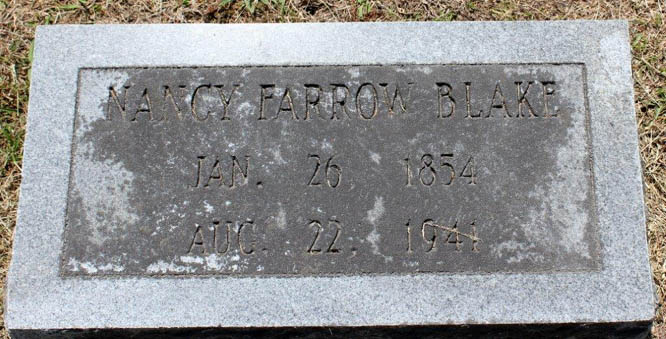 NANCY FARROW BLAKE
JAN. 26, 1854
AUG. 22, 1941